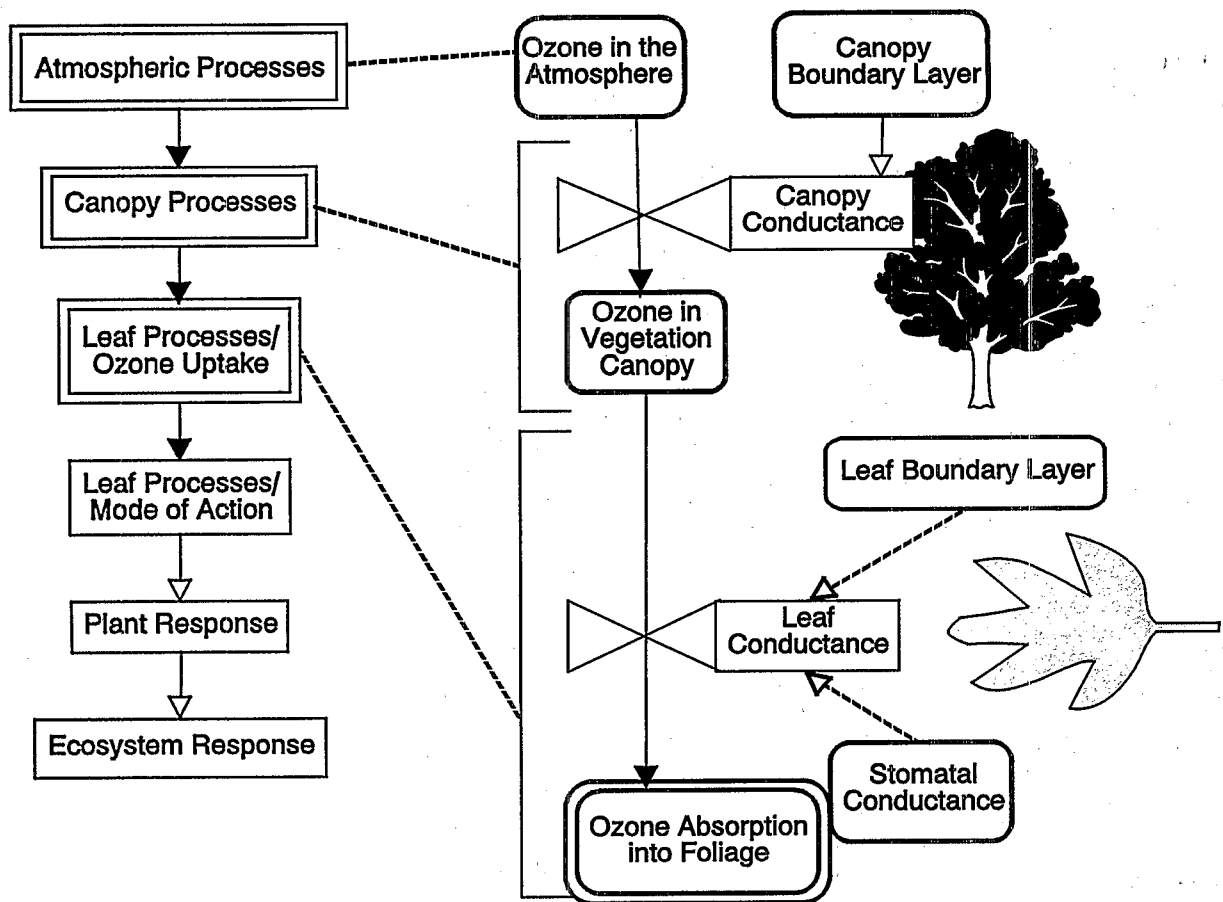 Atmospheric Processes
Canopy Processes
Leaf Processes/
Ozone Uptake
Leaf Processes/
Mode of Action
Plant Response
Ecosystem Response
Ozone in the
Atmosphere
Canopy
Boundary Layer
Canopy
Conductance
Ozone in
Vegetation
Canopy
Leaf Boundary Layer
Leaf
Conductance
Stomatal
Conductance
Ozone Absorption
into Foliage